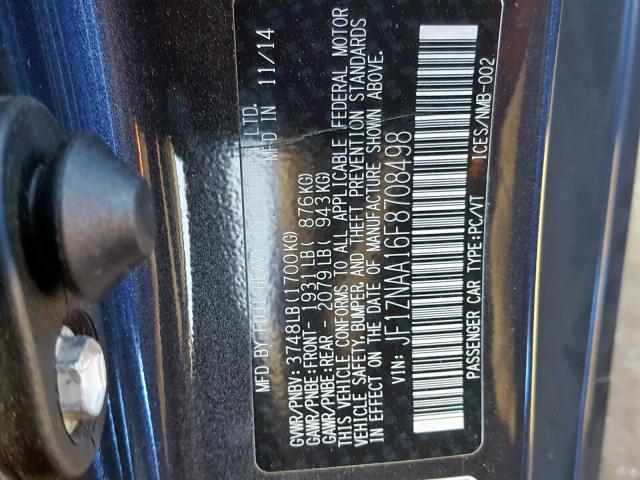 MFD.BY FUJI HEAVY LTD.
M·F·D IN 11/14
GVWR/PNBV: 3748LB(1700KG)
GAWR/PNBE:FRONT- 1931LB( 876KG)
GAWR/PNBE:REAR - 2079LB( 943KG)
THIS VEHICLE CONFORMS TO ALL APPLICABLE FEDERAL MOTOR
VEHICLE SAFETY, BUMPER, AND THEFT PREVENTION STANDARDS
IN EFFECT ON THE DATE OF MANUFACTURE SHOWN ABOVE.
VIN: JF1ZNAA16F8708498
PASSENGER CAR TYPE:PC/VT ICES/NMB-002